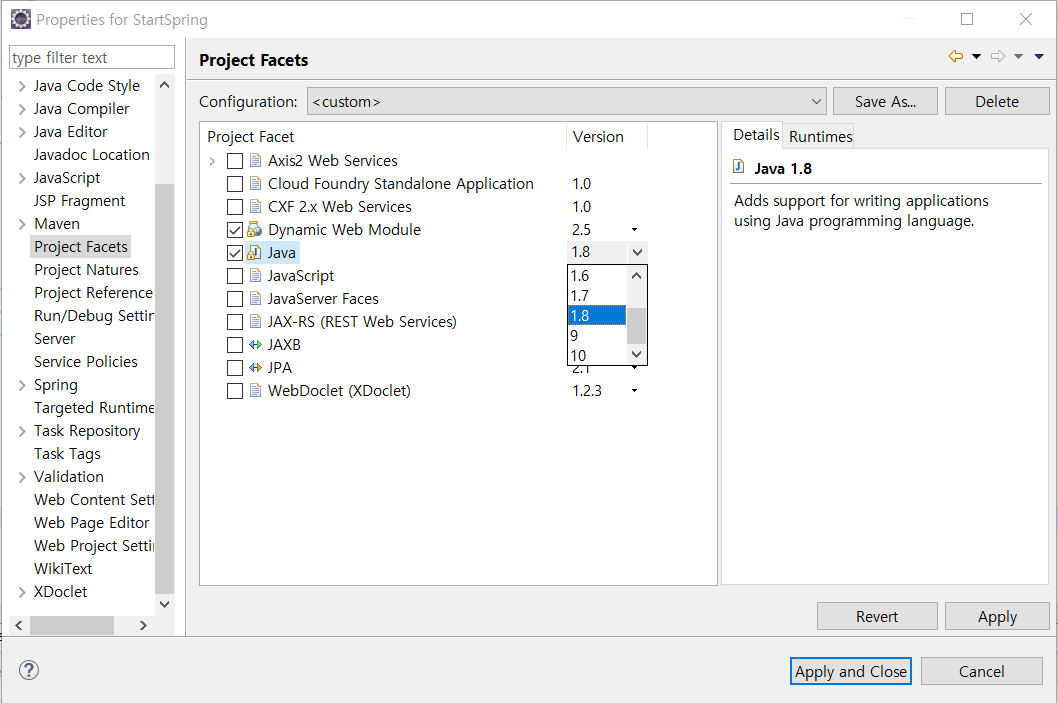 Properties for StartSpring
type filter text
Java Code Style
Java Compiler
Java Editor
Javadoc Location
JavaScript
JSP Fragment
Maven
Project Facets
Project Natures
Project Reference
Run/Debug Settin
Server
Service Policies
Spring
Targeted Runtime
Task Repository
Task Tags
Validation
Web Content Sett
Web Page Editor
Web Project Settin
WikiText
XDoclet
Project Facets
Configuration: <custom> Save As... Delete
Project Facet Version
Axis2 Web Services
Cloud Foundry Standalone Application 1.0
CXF 2.x Web Services 1.0
Dynamic Web Module 2.5
Java 1.8
JavaScript
JavaServer Faces
JAX-RS (REST Web Services)
JAXB
JPA 2.1
WebDoclet (XDoclet) 1.2.3
1.6
1.7
1.8
9
10
Details Runtimes
Java 1.8
Adds support for writing applications
using Java programming language.
Revert Apply
Apply and Close Cancel